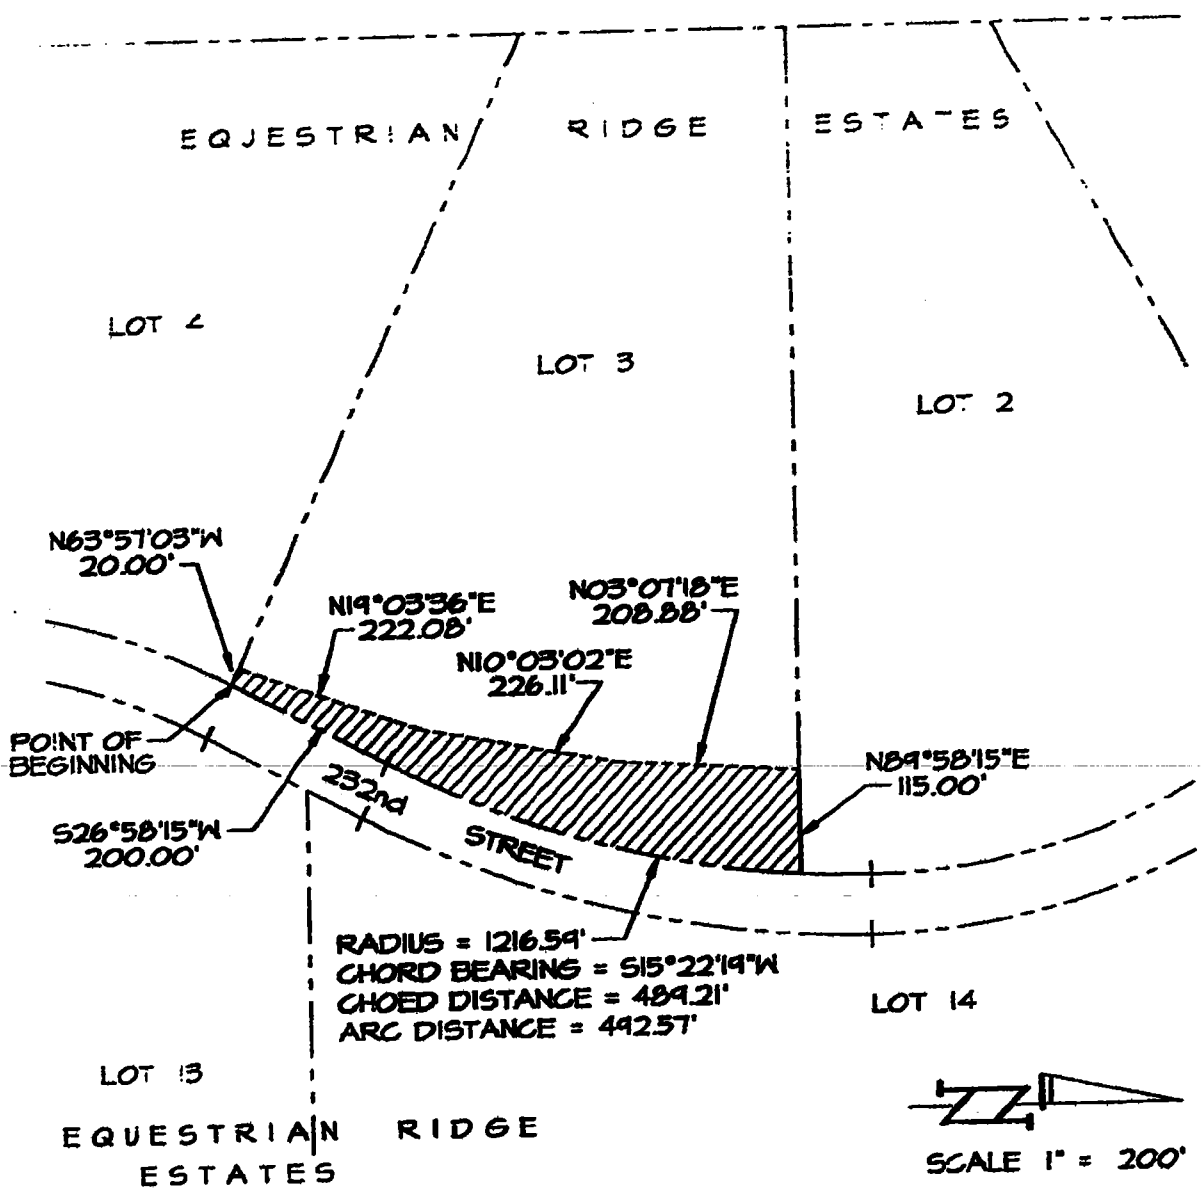 EQUESTRIAN RIDGE ESTATES
LOT 4
LOT 3
LOT 2
N63°57'03"W
20.00'
N19°03'36"E
222.08'
N03°07'18"E
208.88'
N10°03'02"E
226.11'
POINT OF
BEGINNING
N89°58'15"E
115.00'
232nd
STREET
S26°58'15"W
200.00'
RADIUS = 1216.59'
CHORD BEARING = S15°22'19"W
CHOED DISTANCE = 489.21'
ARC DISTANCE = 492.57'
LOT 14
LOT 13
EQUESTRIAN RIDGE
ESTATES
N
SCALE 1" = 200'